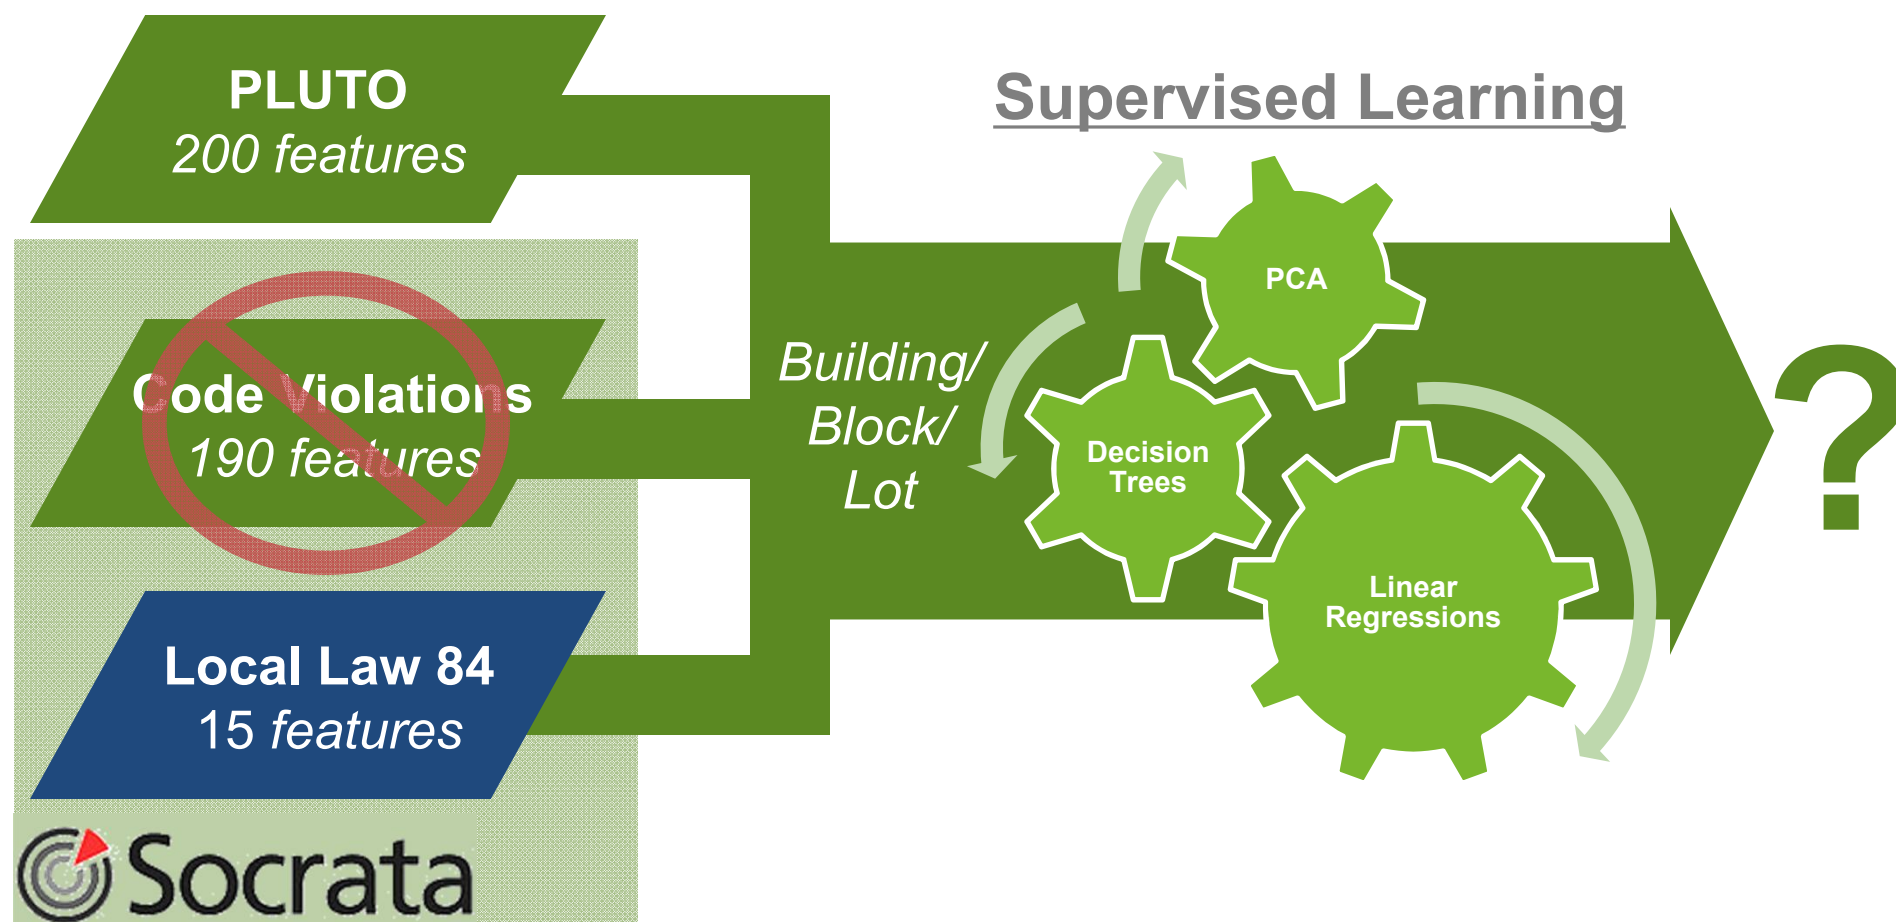 PLUTO
200 features
Code Violations
190 features
Local Law 84
15 features
Socrata
Building/
Block/
Lot
Supervised Learning
PCA
Decision
Trees
Linear
Regressions
?